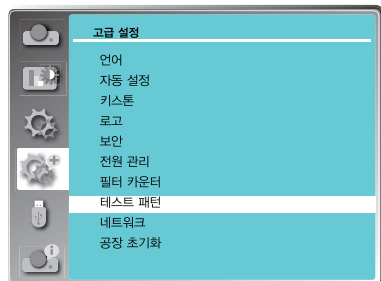 고급 설정
언어
자동 설정
키스톤
로고
보안
전원 관리
필터 카운터
테스트 패턴
네트워크
공장 초기화